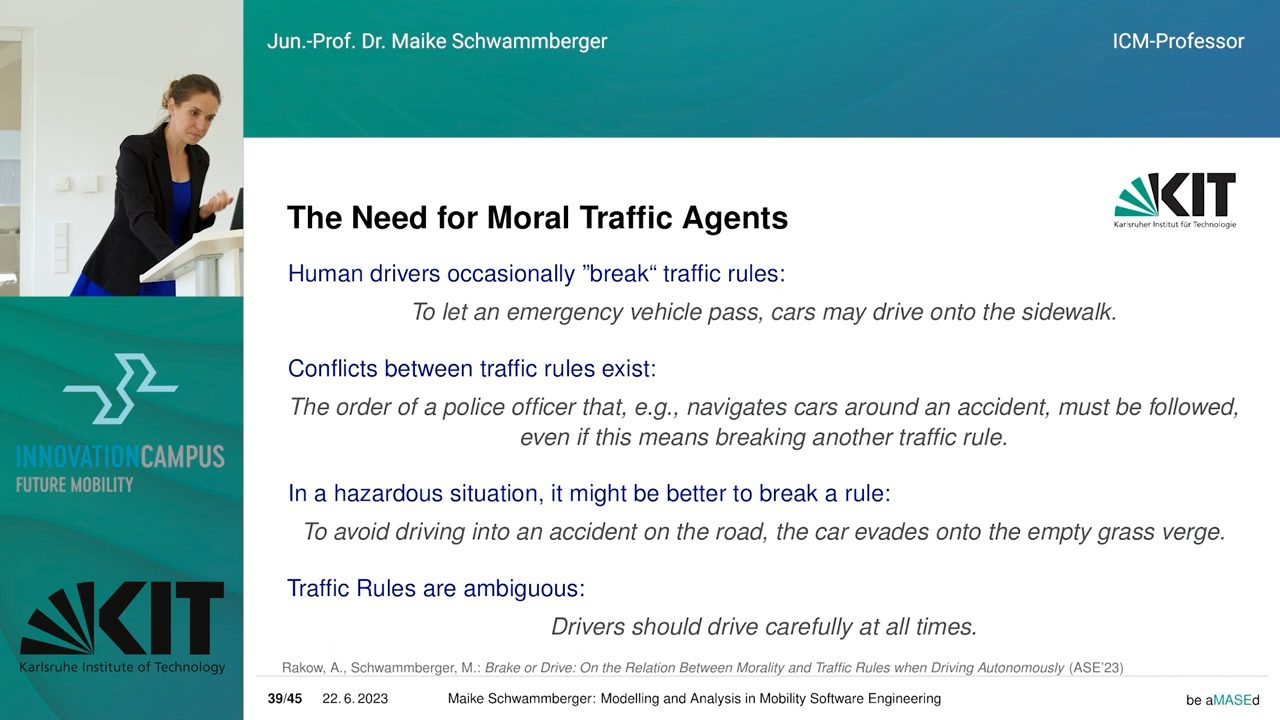 Jun.-Prof. Dr. Maike Schwammberger
ICM-Professor
KIT
Karlsruher Institut für Technologie
The Need for Moral Traffic Agents
Human drivers occasionally ”break“ traffic rules:
To let an emergency vehicle pass, cars may drive onto the sidewalk.
Conflicts between traffic rules exist:
The order of a police officer that, e.g., navigates cars around an accident, must be followed,
even if this means breaking another traffic rule.
In a hazardous situation, it might be better to break a rule:
To avoid driving into an accident on the road, the car evades onto the empty grass verge.
Traffic Rules are ambiguous:
Drivers should drive carefully at all times.
Rakow, A., Schwammberger, M.: Brake or Drive: On the Relation Between Morality and Traffic Rules when Driving Autonomously (ASE'23)
39/45 22. 6. 2023 Maike Schwammberger: Modelling and Analysis in Mobility Software Engineering be aMASEd
INNOVATIONCAMPUS
FUTURE MOBILITY
KIT
Karlsruhe Institute of Technology